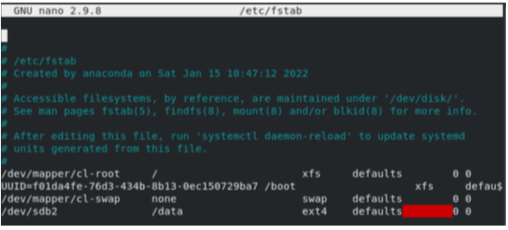 GNU nano 2.9.8 /etc/fstab
#
# /etc/fstab
# Created by anaconda on Sat Jan 15 10:47:12 2022
#
# Accessible filesystems, by reference, are maintained under '/dev/disk/'.
# See man pages fstab(5), findfs(8), mount(8) and/or blkid(8) for more info.
#
# After editing this file, run 'systemctl daemon-reload' to update systemd
# units generated from this file.
#
/dev/mapper/cl-root / xfs defaults 0 0
UUID=f01da4fe-76d3-434b-8b13-0ec150729ba7 /boot xfs defau$
/dev/mapper/cl-swap none swap defaults 0 0
/dev/sdb2 /data ext4 defaults 0 0